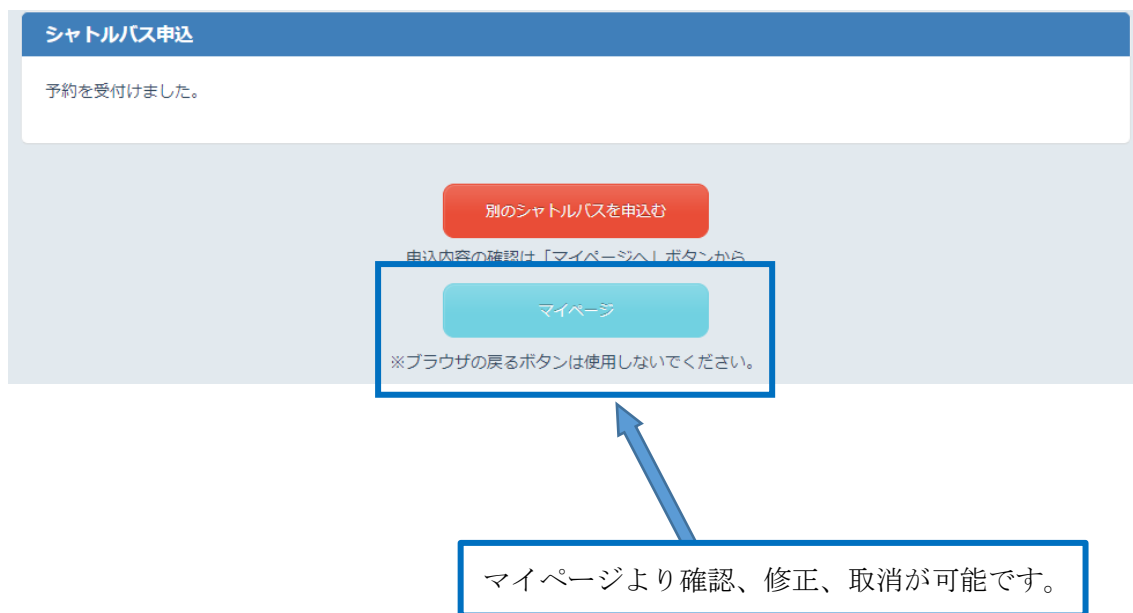 シャトルバス申込
予約を受付けました。
別のシャトルバスを申込む
申込内容の確認は「マイページへ」ボタンから
マイページ
※ブラウザの戻るボタンは使用しないでください。
マイページより確認、修正、取消が可能です。